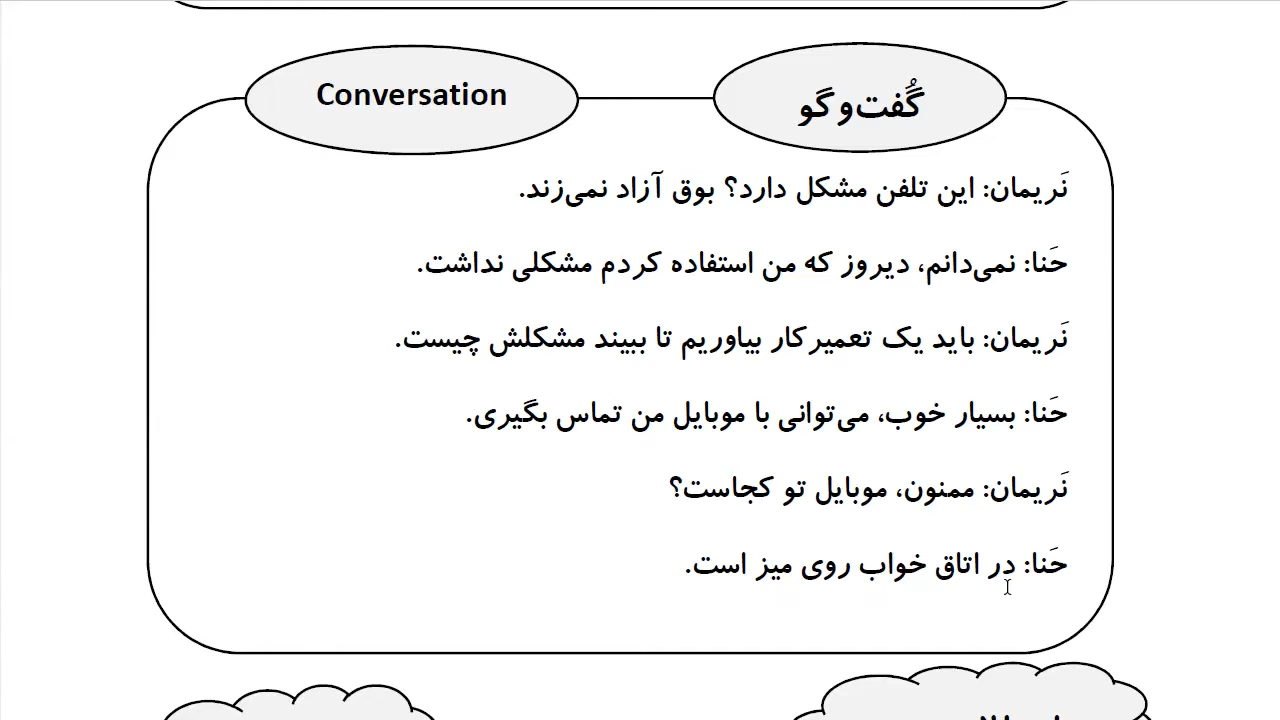 Conversation
گُفت‌و‌گو
نَریمان: این تلفن مشکل دارد؟ بوق آزاد نمی‌زند.
حَنا: نمی‌دانم، دیروز که من استفاده کردم مشکلی نداشت.
نَریمان: باید یک تعمیرکار بیاوریم تا ببیند مشکلش چیست.
حَنا: بسیار خوب، می‌توانی با موبایل من تماس بگیری.
نَریمان: ممنون، موبایل تو کجاست؟
حَنا: در اتاق خواب روی میز است.